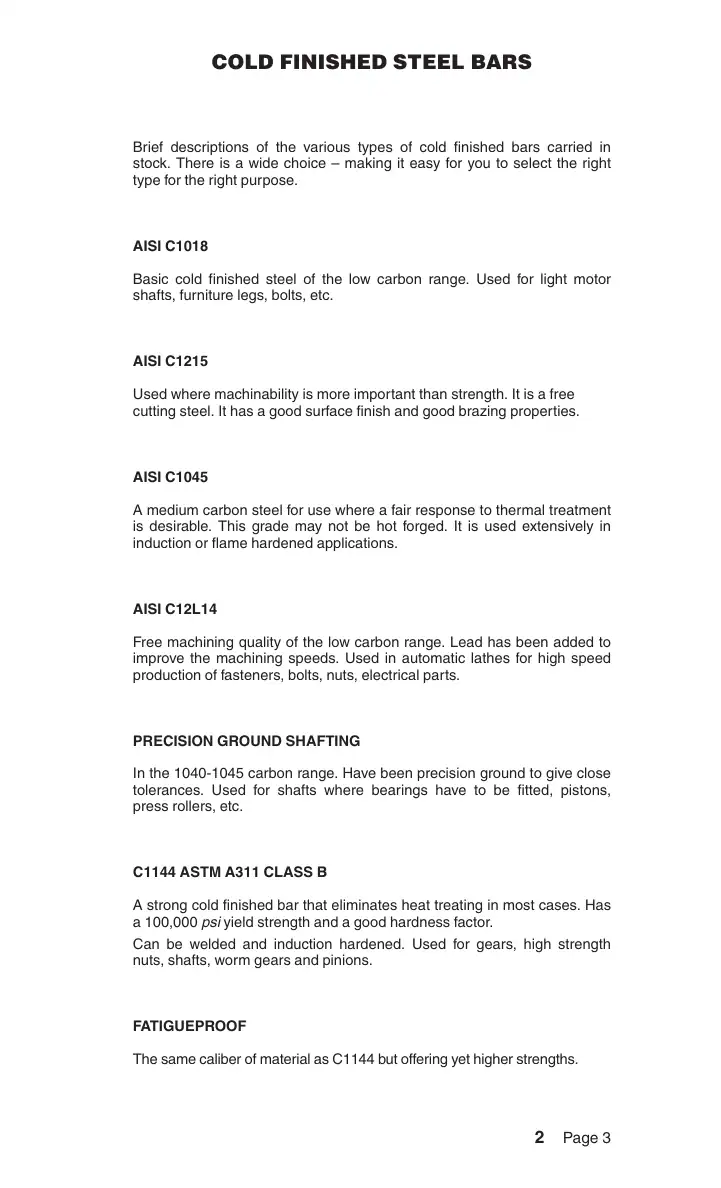 COLD FINISHED STEEL BARS
Brief descriptions of the various types of cold finished bars carried in
stock. There is a wide choice – making it easy for you to select the right
type for the right purpose.
AISI C1018
Basic cold finished steel of the low carbon range. Used for light motor
shafts, furniture legs, bolts, etc.
AISI C1215
Used where machinability is more important than strength. It is a free
cutting steel. It has a good surface finish and good brazing properties.
AISI C1045
A medium carbon steel for use where a fair response to thermal treatment
is desirable. This grade may not be hot forged. It is used extensively in
induction or flame hardened applications.
AISI C12L14
Free machining quality of the low carbon range. Lead has been added to
improve the machining speeds. Used in automatic lathes for high speed
production of fasteners, bolts, nuts, electrical parts.
PRECISION GROUND SHAFTING
In the 1040-1045 carbon range. Have been precision ground to give close
tolerances. Used for shafts where bearings have to be fitted, pistons,
press rollers, etc.
C1144 ASTM A311 CLASS B
A strong cold finished bar that eliminates heat treating in most cases. Has
a 100,000 psi yield strength and a good hardness factor.
Can be welded and induction hardened. Used for gears, high strength
nuts, shafts, worm gears and pinions.
FATIGUEPROOF
The same caliber of material as C1144 but offering yet higher strengths.
2 Page 3